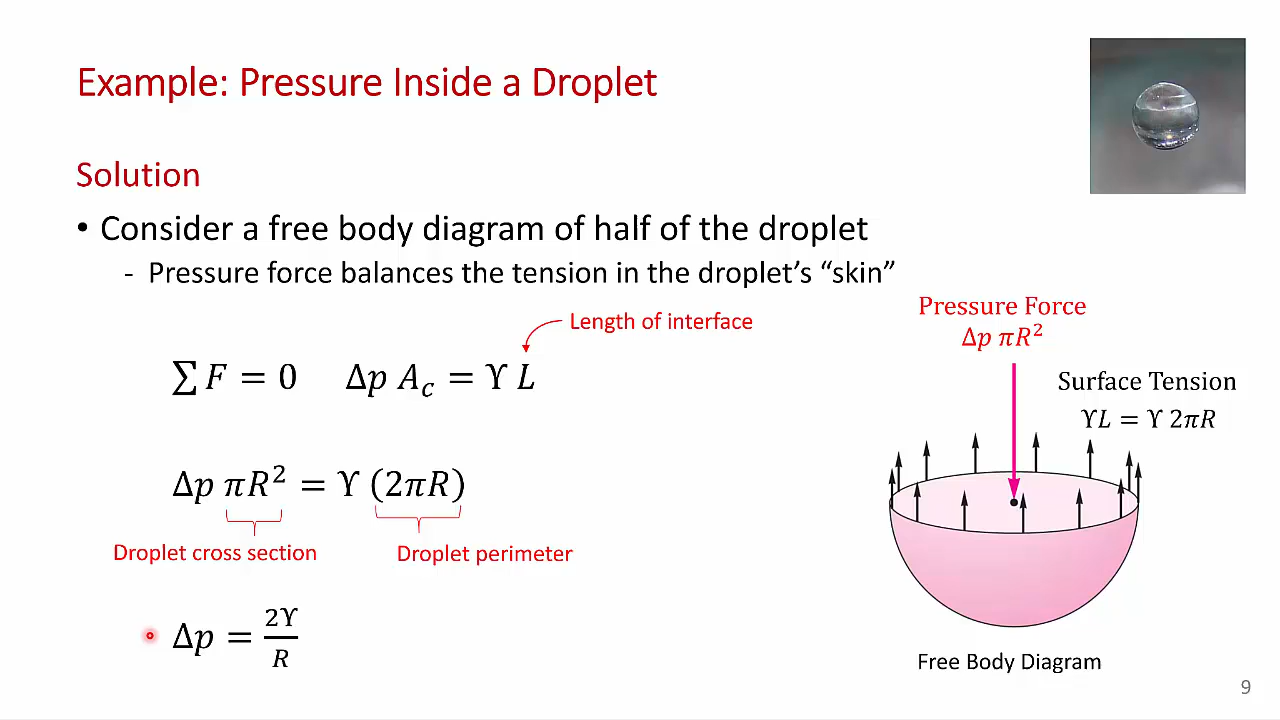 Example: Pressure Inside a Droplet
Solution
• Consider a free body diagram of half of the droplet
- Pressure force balances the tension in the droplet’s “skin”
Length of interface
∑ F = 0 Δp A_c = ϒ L
Δp πR² = ϒ (2πR)
Droplet cross section
Droplet perimeter
Δp = 2ϒ/R
Pressure Force
Δp πR²
Surface Tension
ϒL = ϒ 2πR
Free Body Diagram
9